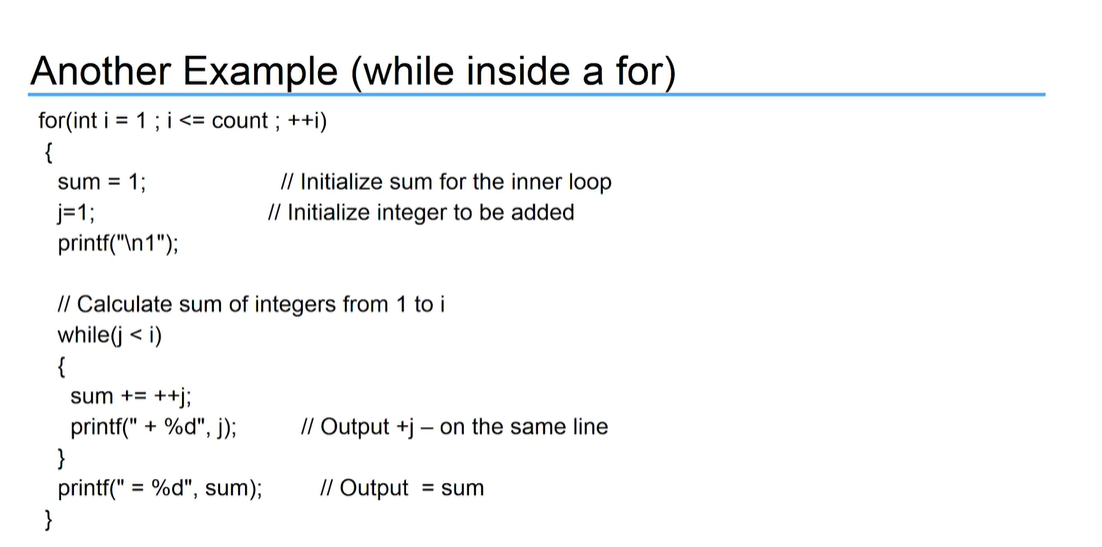 Another Example (while inside a for)
for(int i = 1 ; i <= count ; ++i)
{
sum = 1; // Initialize sum for the inner loop
j=1; // Initialize integer to be added
printf("\n1");
// Calculate sum of integers from 1 to i
while(j < i)
{
sum += ++j;
printf(" + %d", j); // Output +j – on the same line
}
printf(" = %d", sum); // Output = sum
}